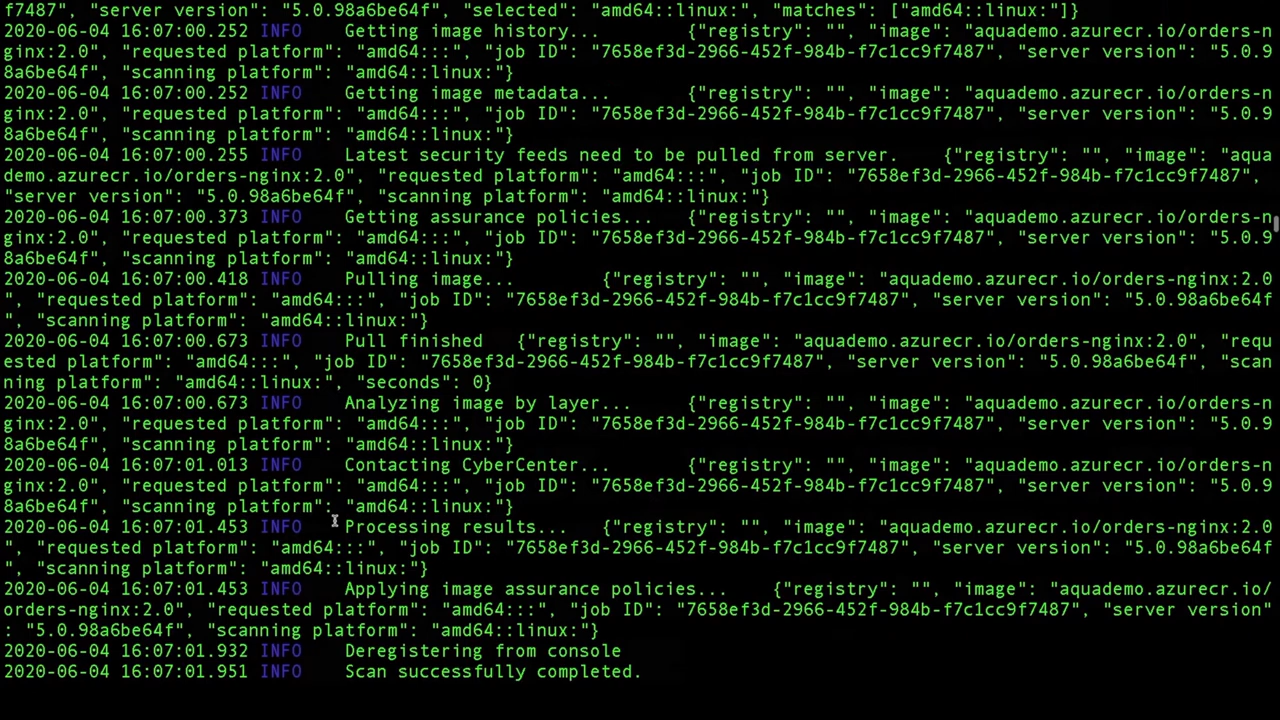 f7487", "server version": "5.0.98a6be64f", "selected": "amd64::linux:", "matches": ["amd64::linux:"]}
2020-06-04 16:07:00.252 INFO    Getting image history...        {"registry": "", "image": "aquademo.azurecr.io/orders-n
ginx:2.0", "requested platform": "amd64:::", "job ID": "7658ef3d-2966-452f-984b-f7c1cc9f7487", "server version": "5.0.9
8a6be64f", "scanning platform": "amd64::linux:"}
2020-06-04 16:07:00.252 INFO    Getting image metadata...       {"registry": "", "image": "aquademo.azurecr.io/orders-n
ginx:2.0", "requested platform": "amd64:::", "job ID": "7658ef3d-2966-452f-984b-f7c1cc9f7487", "server version": "5.0.9
8a6be64f", "scanning platform": "amd64::linux:"}
2020-06-04 16:07:00.255 INFO    Latest security feeds need to be pulled from server.    {"registry": "", "image": "aqua
demo.azurecr.io/orders-nginx:2.0", "requested platform": "amd64:::", "job ID": "7658ef3d-2966-452f-984b-f7c1cc9f7487", 
"server version": "5.0.98a6be64f", "scanning platform": "amd64::linux:"}
2020-06-04 16:07:00.373 INFO    Getting assurance policies...   {"registry": "", "image": "aquademo.azurecr.io/orders-n
ginx:2.0", "requested platform": "amd64:::", "job ID": "7658ef3d-2966-452f-984b-f7c1cc9f7487", "server version": "5.0.9
8a6be64f", "scanning platform": "amd64::linux:"}
2020-06-04 16:07:00.418 INFO    Pulling image...        {"registry": "", "image": "aquademo.azurecr.io/orders-nginx:2.0
", "requested platform": "amd64:::", "job ID": "7658ef3d-2966-452f-984b-f7c1cc9f7487", "server version": "5.0.98a6be64f
", "scanning platform": "amd64::linux:"}
2020-06-04 16:07:00.673 INFO    Pull finished   {"registry": "", "image": "aquademo.azurecr.io/orders-nginx:2.0", "requ
ested platform": "amd64:::", "job ID": "7658ef3d-2966-452f-984b-f7c1cc9f7487", "server version": "5.0.98a6be64f", "scan
ning platform": "amd64::linux:", "seconds": 0}
2020-06-04 16:07:00.673 INFO    Analyzing image by layer...     {"registry": "", "image": "aquademo.azurecr.io/orders-n
ginx:2.0", "requested platform": "amd64:::", "job ID": "7658ef3d-2966-452f-984b-f7c1cc9f7487", "server version": "5.0.9
8a6be64f", "scanning platform": "amd64::linux:"}
2020-06-04 16:07:01.013 INFO    Contacting CyberCenter...       {"registry": "", "image": "aquademo.azurecr.io/orders-n
ginx:2.0", "requested platform": "amd64:::", "job ID": "7658ef3d-2966-452f-984b-f7c1cc9f7487", "server version": "5.0.9
8a6be64f", "scanning platform": "amd64::linux:"}
2020-06-04 16:07:01.453 INFO    Processing results...   {"registry": "", "image": "aquademo.azurecr.io/orders-nginx:2.0
", "requested platform": "amd64:::", "job ID": "7658ef3d-2966-452f-984b-f7c1cc9f7487", "server version": "5.0.98a6be64f
", "scanning platform": "amd64::linux:"}
2020-06-04 16:07:01.453 INFO    Applying image assurance policies...    {"registry": "", "image": "aquademo.azurecr.io/
orders-nginx:2.0", "requested platform": "amd64:::", "job ID": "7658ef3d-2966-452f-984b-f7c1cc9f7487", "server version"
: "5.0.98a6be64f", "scanning platform": "amd64::linux:"}
2020-06-04 16:07:01.932 INFO    Deregistering from console
2020-06-04 16:07:01.951 INFO    Scan successfully completed.